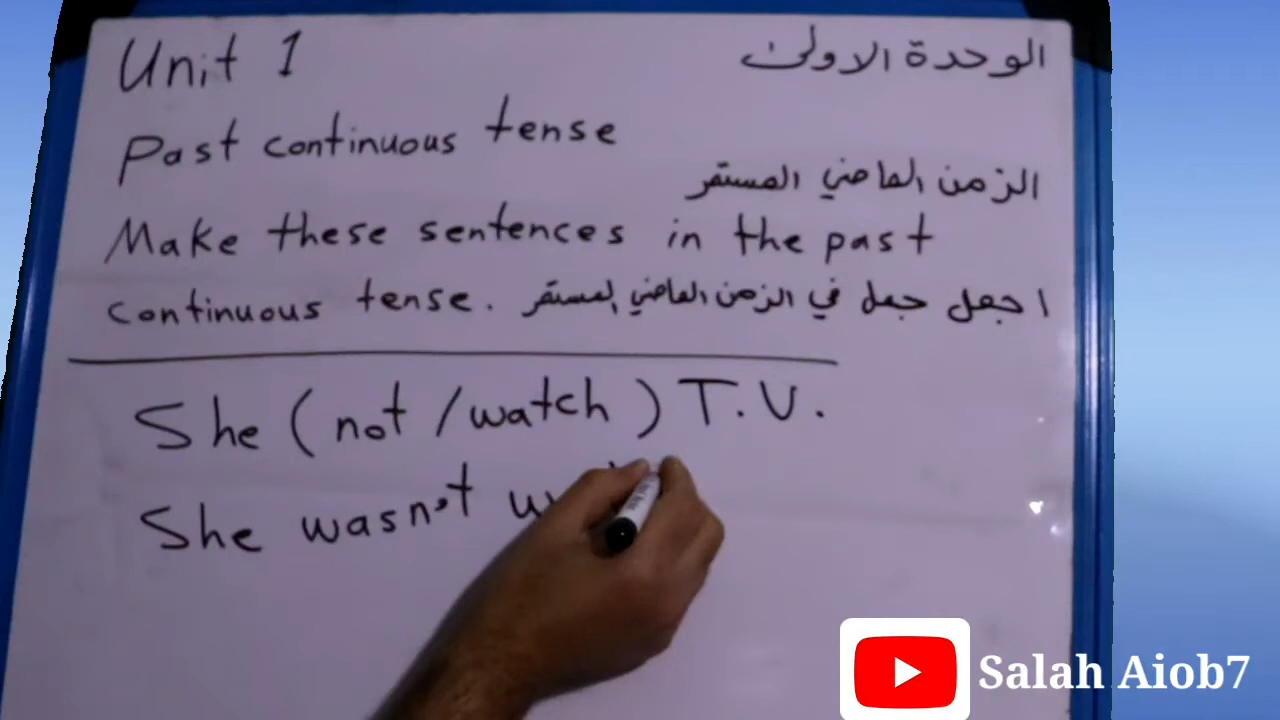 Unit 1 الوحدة الاولى
Past continuous tense
الزمن الماضي المستمر
Make these sentences in the past
continuous tense. اجعل جمل في الزمن الماضي المستمر
She (not / watch) T.V.
She wasn't
Salah Aiob7